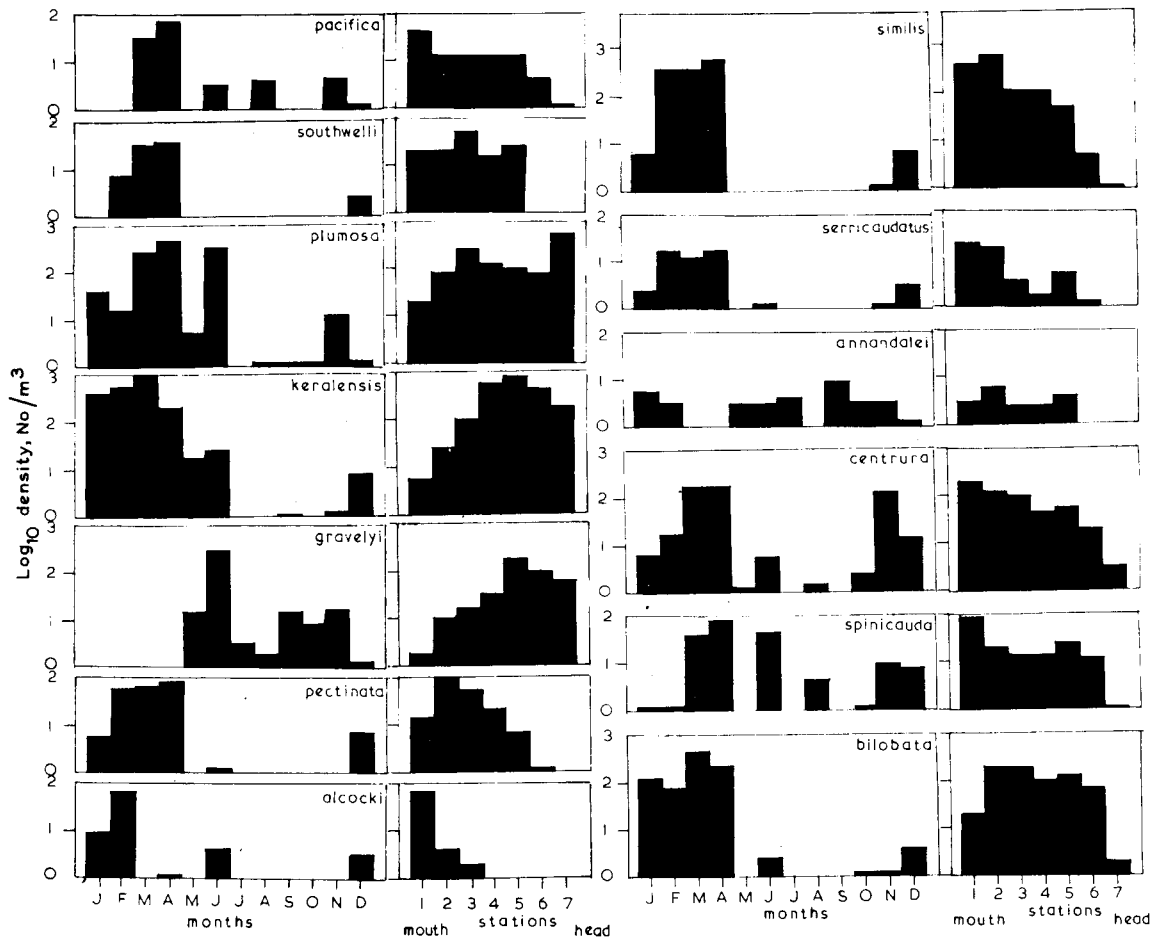 Log10 density, No/m³
pacifica
2
1
0
southwelli
2
1
0
plumosa
3
2
1
0
keralensis
3
2
1
0
gravelyi
3
2
1
0
pectinata
2
1
0
alcocki
2
1
0
J F M A M J J A S O N D
months
1 2 3 4 5 6 7
stations
mouth head
similis
3
2
1
0
serricaudatus
2
1
0
annandalei
2
1
0
centrura
3
2
1
0
spinicauda
2
1
0
bilobata
3
2
1
0
J F M A M J J A S O N D
months
1 2 3 4 5 6 7
stations
mouth head